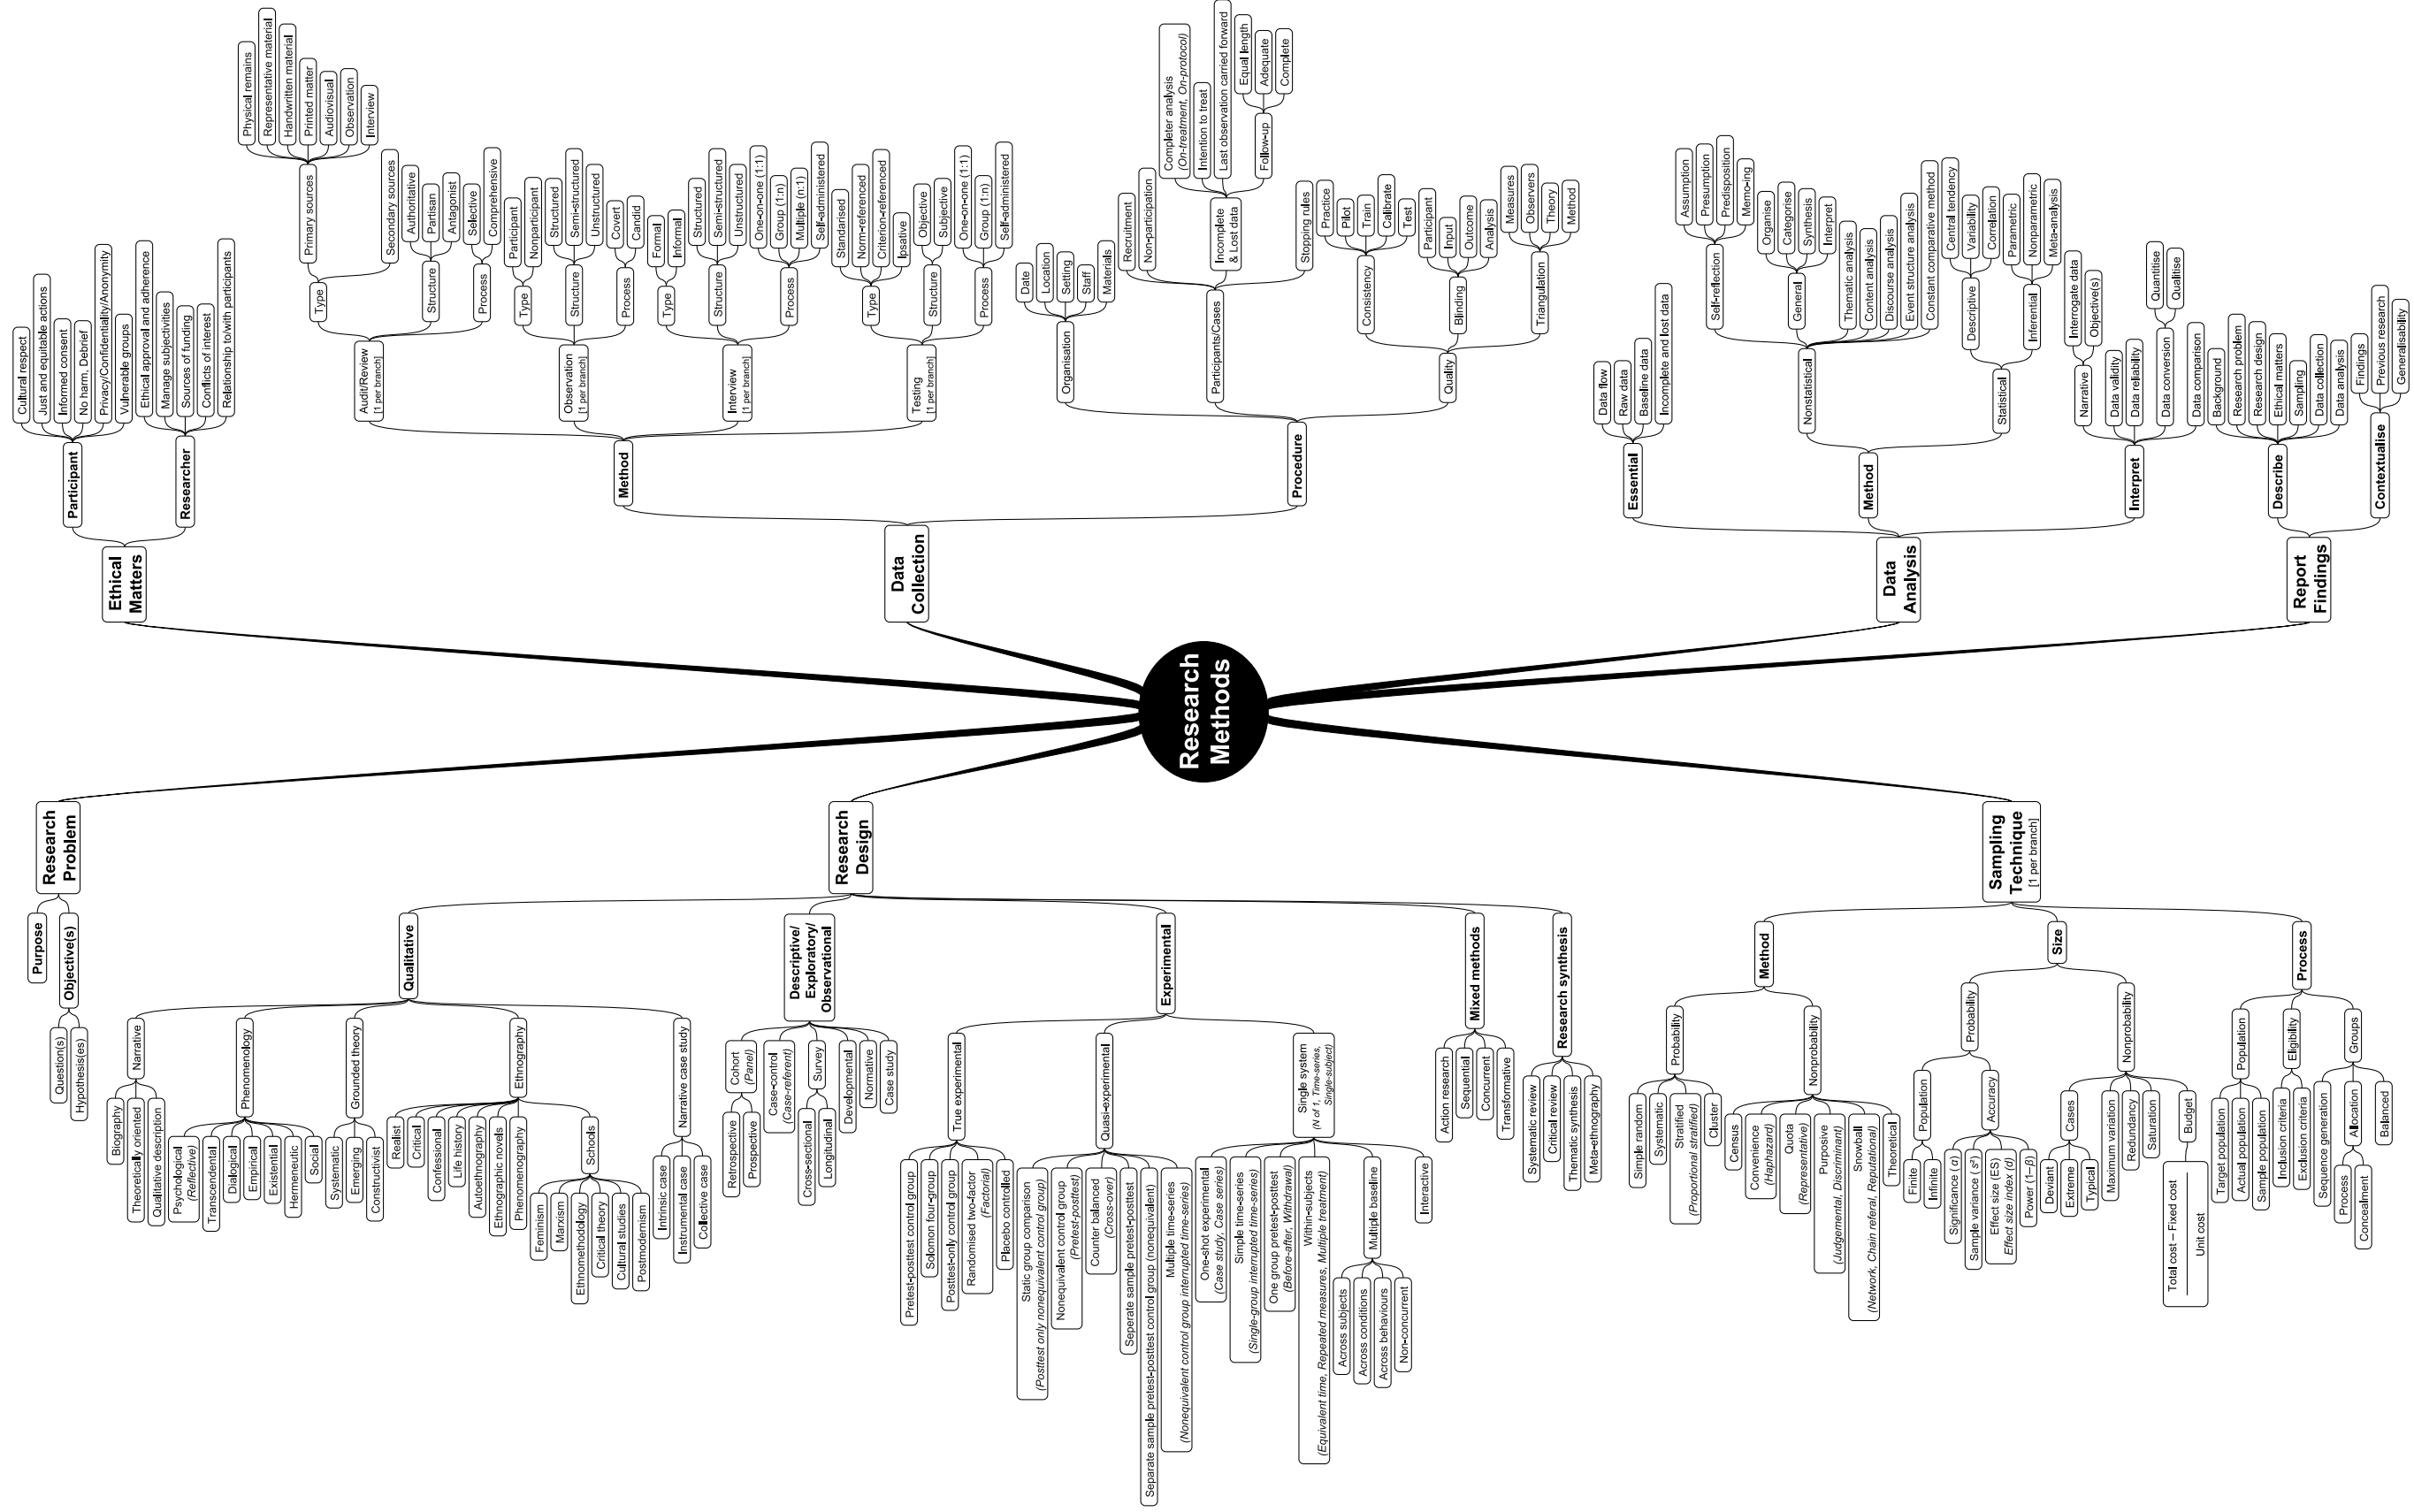 Research
Methods
Research
Problem
Purpose
Objective(s)
Question(s)
Hypothesis(es)
Research
Design
Qualitative
Narrative
Biography
Theoretically oriented
Qualitative description
Phenomenology
Psychological
(Reflective)
Transcendental
Dialogical
Empirical
Existential
Hermeneutic
Social
Grounded theory
Systematic
Emerging
Constructivist
Ethnography
Realist
Critical
Confessional
Life history
Autoethnography
Ethnographic novels
Phenomenography
Schools
Feminism
Marxism
Ethnomethodology
Critical theory
Cultural studies
Postmodernism
Narrative case study
Intrinsic case
Instrumental case
Collective case
Descriptive/
Exploratory/
Observational
Cohort
(Panel)
Retrospective
Prospective
Case-control
(Case-referent)
Survey
Cross-sectional
Longitudinal
Developmental
Normative
Case study
Experimental
True experimental
Pretest-posttest control group
Solomon four-group
Posttest-only control group
Randomised two-factor
(Factorial)
Placebo controlled
Quasi-experimental
Static group comparison
(Posttest only nonequivalent control group)
Nonequivalent control group
(Pretest-posttest)
Counter balanced
(Cross-over)
Seperate sample pretest-posttest
Separate sample pretest-posttest control group (nonequivalent)
Multiple time-series
(Nonequivalent control group interrupted time-series)
Single system
(N of 1, Time-series,
Single-subject)
One-shot experimental
(Case study, Case series)
Simple time-series
(Single-group interrupted time-series)
One group pretest-posttest
(Before-after, Withdrawal)
Within-subjects
(Equivalent time, Repeated measures, Multiple treatment)
Multiple baseline
Across subjects
Across conditions
Across behaviours
Non-concurrent
Interactive
Mixed methods
Action research
Sequential
Concurrent
Transformative
Research synthesis
Systematic review
Critical review
Thematic synthesis
Meta-ethnography
Sampling
Technique
[1 per branch]
Method
Probability
Simple random
Systematic
Stratified
(Proportional stratified)
Cluster
Nonprobability
Census
Convenience
(Haphazard)
Quota
(Representative)
Purposive
(Judgemental, Discriminant)
Snowball
(Network, Chain referal, Reputational)
Theoretical
Size
Probability
Population
Finite
Infinite
Accuracy
Significance (α)
Sample variance (s²)
Effect size (ES)
Effect size index (d)
Power (1–β)
Nonprobability
Cases
Deviant
Extreme
Typical
Maximum variation
Redundancy
Saturation
Budget
Total cost – Fixed cost
Unit cost
Process
Population
Target population
Actual population
Sample population
Eligibility
Inclusion criteria
Exclusion criteria
Groups
Sequence generation
Allocation
Process
Concealment
Balanced
Ethical
Matters
Participant
Cultural respect
Just and equitable actions
Informed consent
No harm, Debrief
Privacy/Confidentiality/Anonymity
Vulnerable groups
Researcher
Ethical approval and adherence
Manage subjectivities
Sources of funding
Conflicts of interest
Relationship to/with participants
Data
Collection
Method
Audit/Review
[1 per branch]
Type
Primary sources
Physical remains
Representative material
Handwritten material
Printed matter
Audiovisual
Observation
Interview
Secondary sources
Structure
Authoritative
Partisan
Antagonist
Process
Selective
Comprehensive
Observation
[1 per branch]
Type
Participant
Nonparticipant
Structure
Structured
Semi-structured
Unstructured
Process
Covert
Candid
Interview
[1 per branch]
Type
Formal
Informal
Structure
Structured
Semi-structured
Unstructured
Process
One-on-one (1:1)
Group (1:n)
Multiple (n:1)
Self-administered
Testing
[1 per branch]
Type
Standardised
Norm-referenced
Criterion-referenced
Ipsative
Structure
Objective
Subjective
Process
One-on-one (1:1)
Group (1:n)
Self-administered
Procedure
Organisation
Date
Location
Setting
Staff
Materials
Participants/Cases
Recruitment
Non-participation
Incomplete
& Lost data
Completer analysis
(On-treatment, On-protocol)
Intention to treat
Last observation carried forward
Follow-up
Equal length
Adequate
Complete
Stopping rules
Quality
Consistency
Practice
Pilot
Train
Calibrate
Test
Blinding
Participant
Input
Outcome
Analysis
Triangulation
Measures
Observers
Theory
Method
Data
Analysis
Essential
Data flow
Raw data
Baseline data
Incomplete and lost data
Method
Nonstatistical
Self-reflection
Assumption
Presumption
Predisposition
Memo-ing
General
Organise
Categorise
Synthesis
Interpret
Thematic analysis
Content analysis
Discourse analysis
Event structure analysis
Constant comparative method
Statistical
Descriptive
Central tendency
Variability
Correlation
Inferential
Parametric
Nonparametric
Meta-analysis
Interpret
Narrative
Interrogate data
Objective(s)
Data validity
Data reliability
Data conversion
Quantitise
Qualitise
Data comparison
Report
Findings
Describe
Background
Research problem
Research design
Ethical matters
Sampling
Data collection
Data analysis
Contextualise
Findings
Previous research
Generalisability